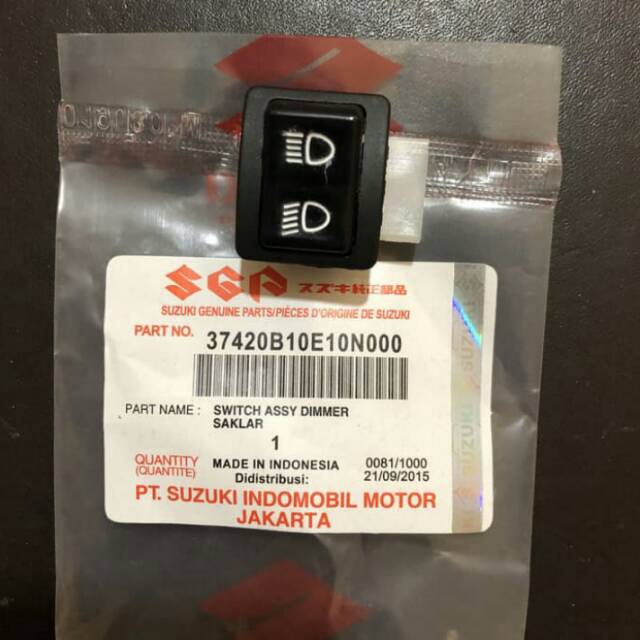 SGP スズキ純正部品
SUZUKI GENUINE PARTS/PIÈCES D'ORIGINE DE SUZUKI
PART NO. 37420B10E10N000
PART NAME : SWITCH ASSY DIMMER
SAKLAR
1
QUANTITY
(QUANTITE)
MADE IN INDONESIA 0081/1000
Didistribusi: 21/09/2015
PT. SUZUKI INDOMOBIL MOTOR
JAKARTA
SUZUKI
SUZUKI